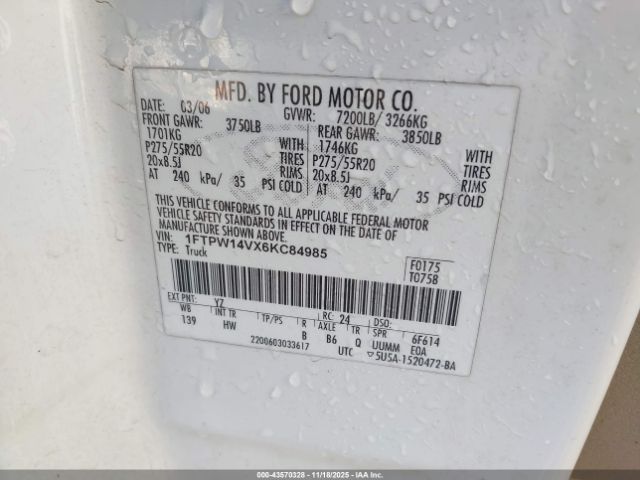 MFD. BY FORD MOTOR CO.
DATE: 03/06 GVWR: 7200LB/ 3266KG
FRONT GAWR: 3750LB REAR GAWR: 3850LB
1701KG WITH 1746KG WITH
P275/55R20 TIRES P275/55R20 TIRES
20x8.5J RIMS 20x8.5J RIMS
AT 240 kPa/ 35 PSI COLD AT 240 kPa/ 35 PSI COLD
THIS VEHICLE CONFORMS TO ALL APPLICABLE FEDERAL MOTOR
VEHICLE SAFETY STANDARDS IN EFFECT ON THE DATE OF
MANUFACTURE SHOWN ABOVE.
VIN: 1FTPW14VX6KC84985
TYPE: Truck
F0175
T0758
EXT PNT: YZ RC: 24 DSO:
WB INT TR TP/PS R AXLE TR SPR 6F614
139 HW B B6 Q UUMM E0A
2200603033617 UTC ▽5USA-1520472-BA
000-43570328 - 11/18/2025 - IAAI.COM